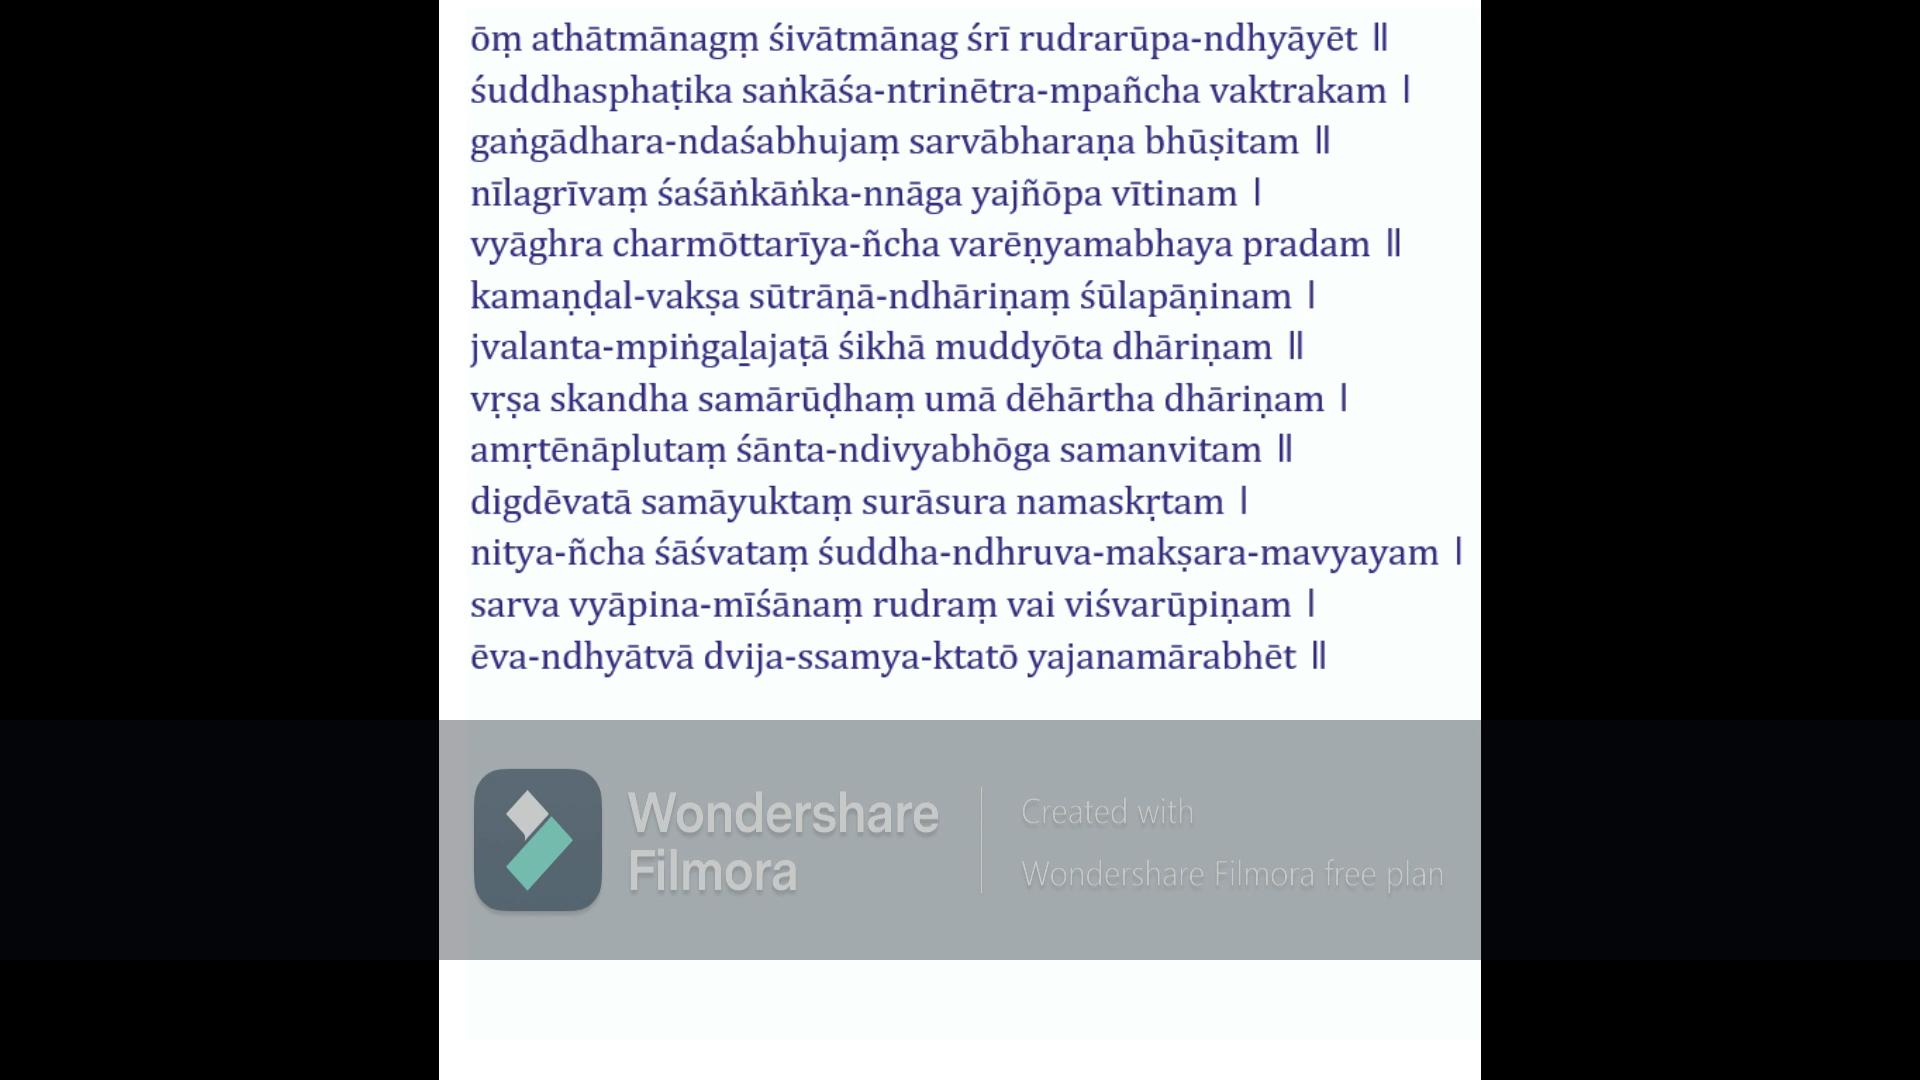 ōṃ athātmānagṃ śivātmānag śrī rudrarūpa-ndhyāyēt ‖
śuddhasphaṭika saṅkāśa-ntrinētra-mpañcha vaktrakam ।
gaṅgādhara-ndaśabhujaṃ sarvābharaṇa bhūṣitam ‖
nīlagrīvaṃ śaśāṅkāṅka-nnāga yajñōpa vītinam ।
vyāghra charmōttarīya-ñcha varēṇyamabhaya pradam ‖
kamaṇḍal-vakṣa sūtrāṇā-ndhāriṇaṃ śūlapāṇinam ।
jvalanta-mpiṅgaḻajaṭā śikhā muddyōta dhāriṇam ‖
vṛṣa skandha samārūḍhaṃ umā dēhārtha dhāriṇam ।
amṛtēnāplutaṃ śānta-ndivyabhōga samanvitam ‖
digdēvatā samāyuktaṃ surāsura namaskṛtam ।
nitya-ñcha śāśvataṃ śuddha-ndhruva-makṣara-mavyayam ।
sarva vyāpina-mīśānaṃ rudraṃ vai viśvarūpiṇam ।
ēva-ndhyātvā dvija-ssamya-ktatō yajanamārabhēt ‖
Wondershare
Filmora
Created with
Wondershare Filmora free plan